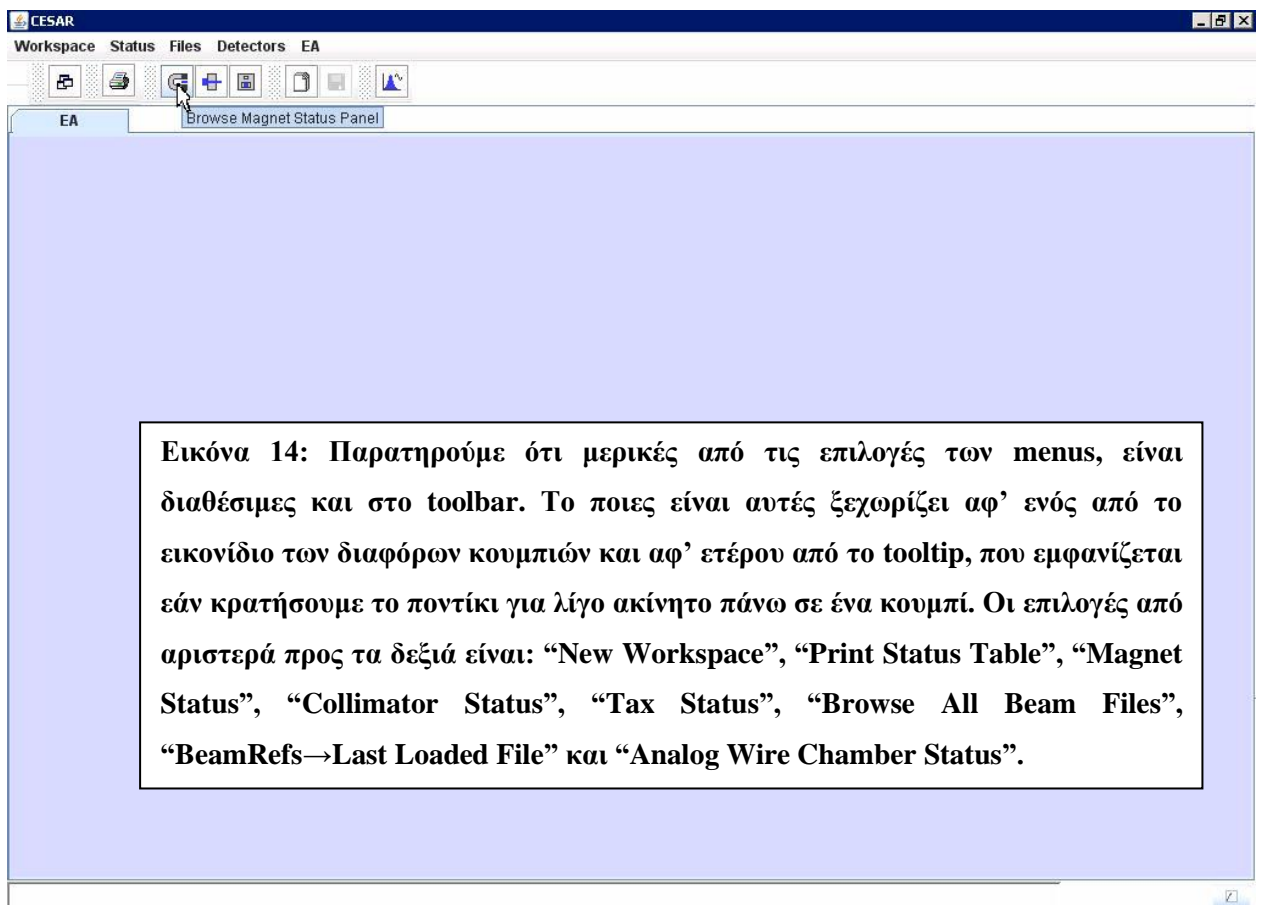 CESAR
Workspace Status Files Detectors EA
EA
Browse Magnet Status Panel
Εικόνα 14: Παρατηρούμε ότι μερικές από τις επιλογές των menus, είναι
διαθέσιμες και στο toolbar. Το ποιες είναι αυτές ξεχωρίζει αφ’ ενός από το
εικονίδιο των διαφόρων κουμπιών και αφ’ ετέρου από το tooltip, που εμφανίζεται
εάν κρατήσουμε το ποντίκι για λίγο ακίνητο πάνω σε ένα κουμπί. Οι επιλογές από
αριστερά προς τα δεξιά είναι: “New Workspace”, “Print Status Table”, “Magnet
Status”, “Collimator Status”, “Tax Status”, “Browse All Beam Files”,
“BeamRefs→Last Loaded File” και “Analog Wire Chamber Status”.